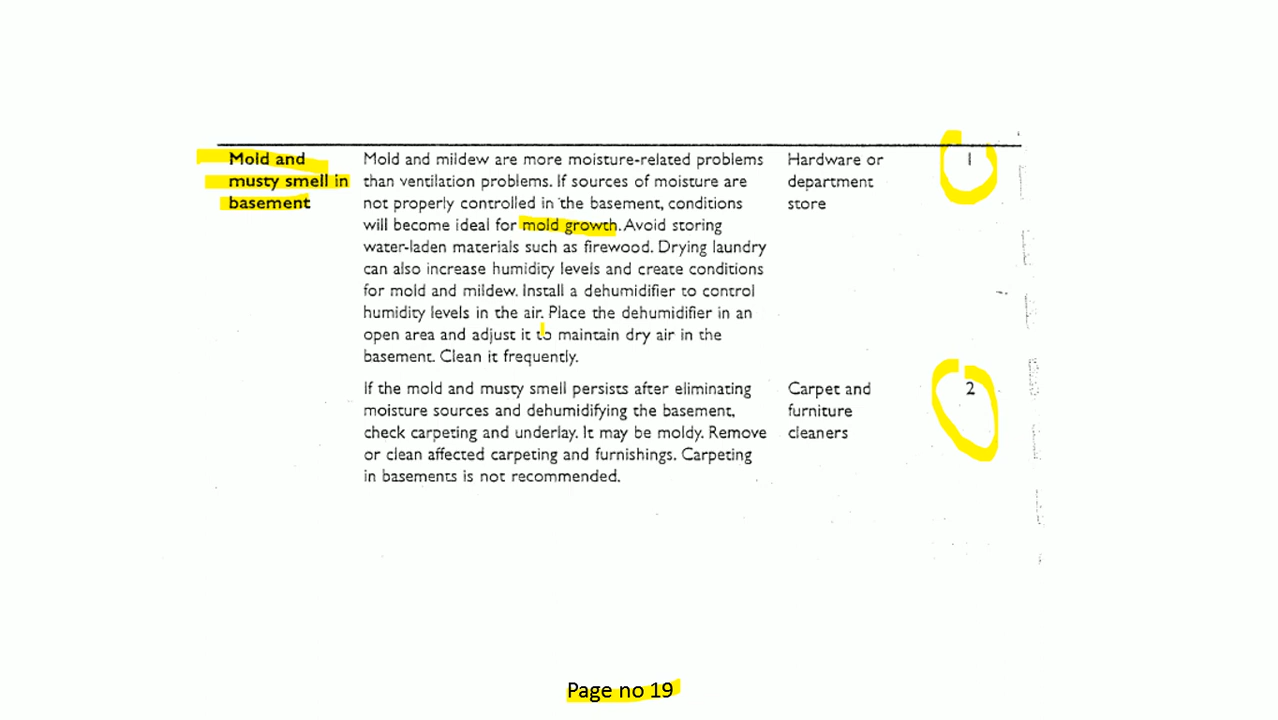 Mold and
musty smell in
basement
Mold and mildew are more moisture-related problems
than ventilation problems. If sources of moisture are
not properly controlled in the basement, conditions
will become ideal for mold growth. Avoid storing
water-laden materials such as firewood. Drying laundry
can also increase humidity levels and create conditions
for mold and mildew. Install a dehumidifier to control
humidity levels in the air. Place the dehumidifier in an
open area and adjust it to maintain dry air in the
basement. Clean it frequently.
Hardware or
department
store
1
If the mold and musty smell persists after eliminating
moisture sources and dehumidifying the basement,
check carpeting and underlay. It may be moldy. Remove
or clean affected carpeting and furnishings. Carpeting
in basements is not recommended.
Carpet and
furniture
cleaners
2
Page no 19